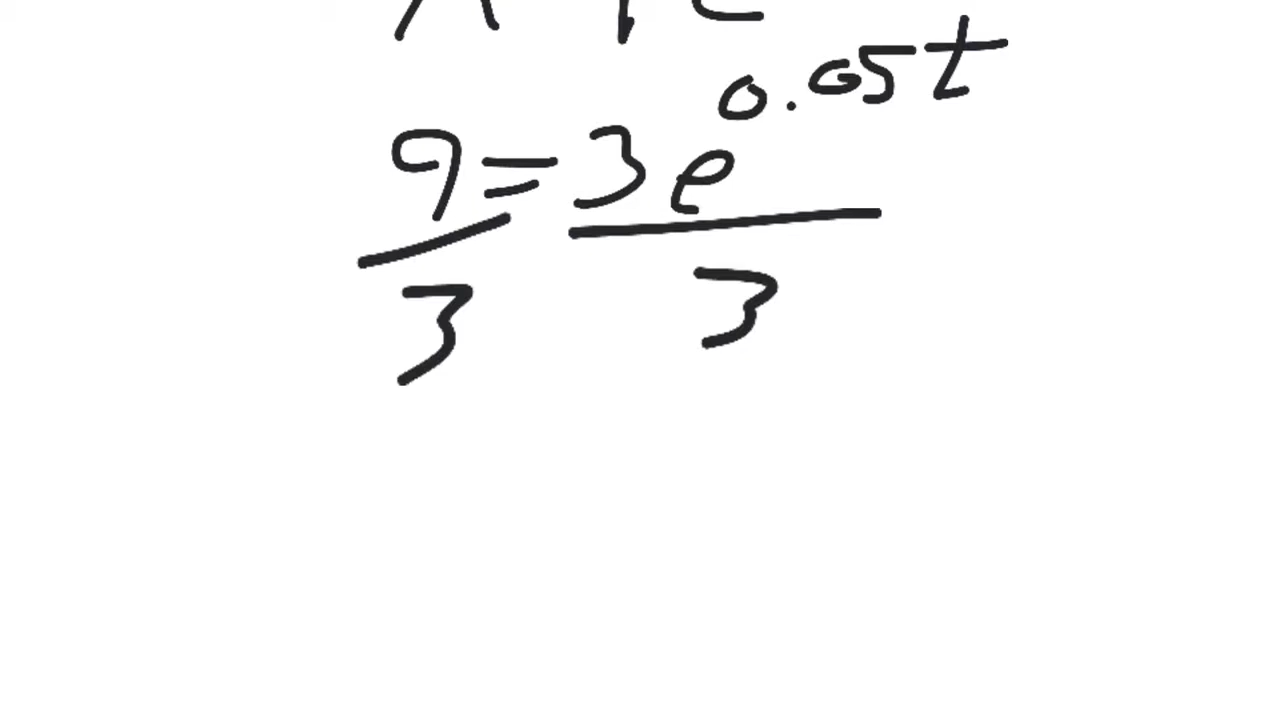 9 = 3e^0.05t
3 3